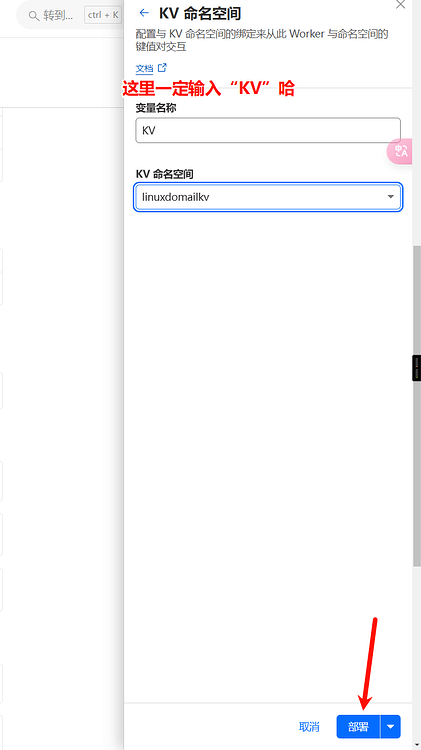 转到...
ctrl + K
KV 命名空间
配置与 KV 命名空间的绑定来从此 Worker 与命名空间的
键值对交互
文档
这里一定输入“KV”哈
变量名称
KV
KV 命名空间
linuxdomailkv
取消
部署